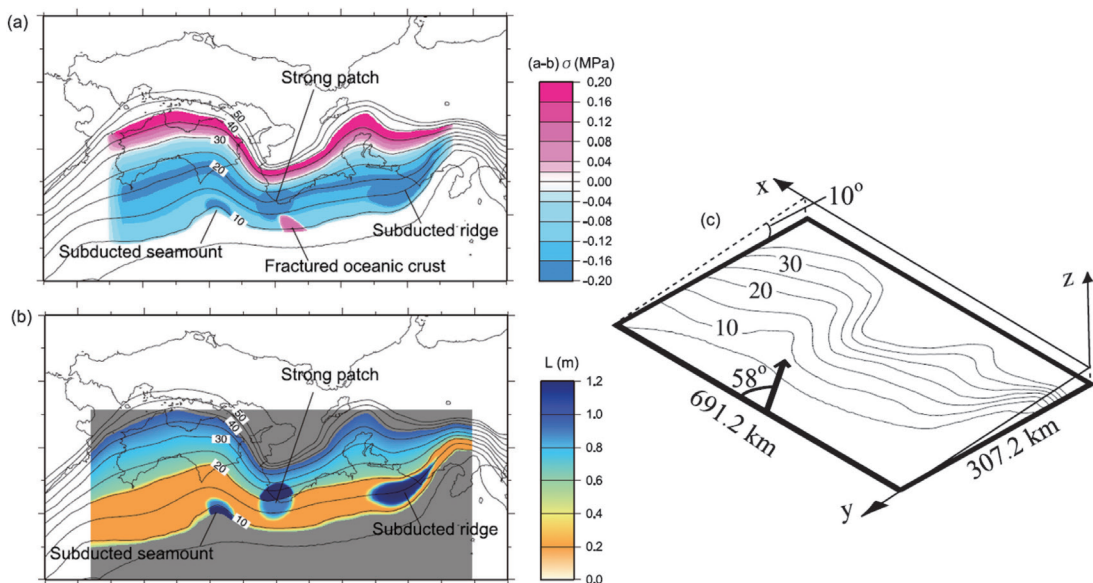 (a)
Strong patch
50
40
30
20
10
Subducted seamount
Subducted ridge
Fractured oceanic crust
(a-b) σ (MPa)
0.20
0.16
0.12
0.08
0.04
0.00
-0.04
-0.08
-0.12
-0.16
-0.20
(b)
Strong patch
50
40
30
20
10
Subducted seamount
Subducted ridge
L (m)
1.2
1.0
0.8
0.6
0.4
0.2
0.0
(c)
x
10°
z
30
20
10
58°
691.2 km
307.2 km
y